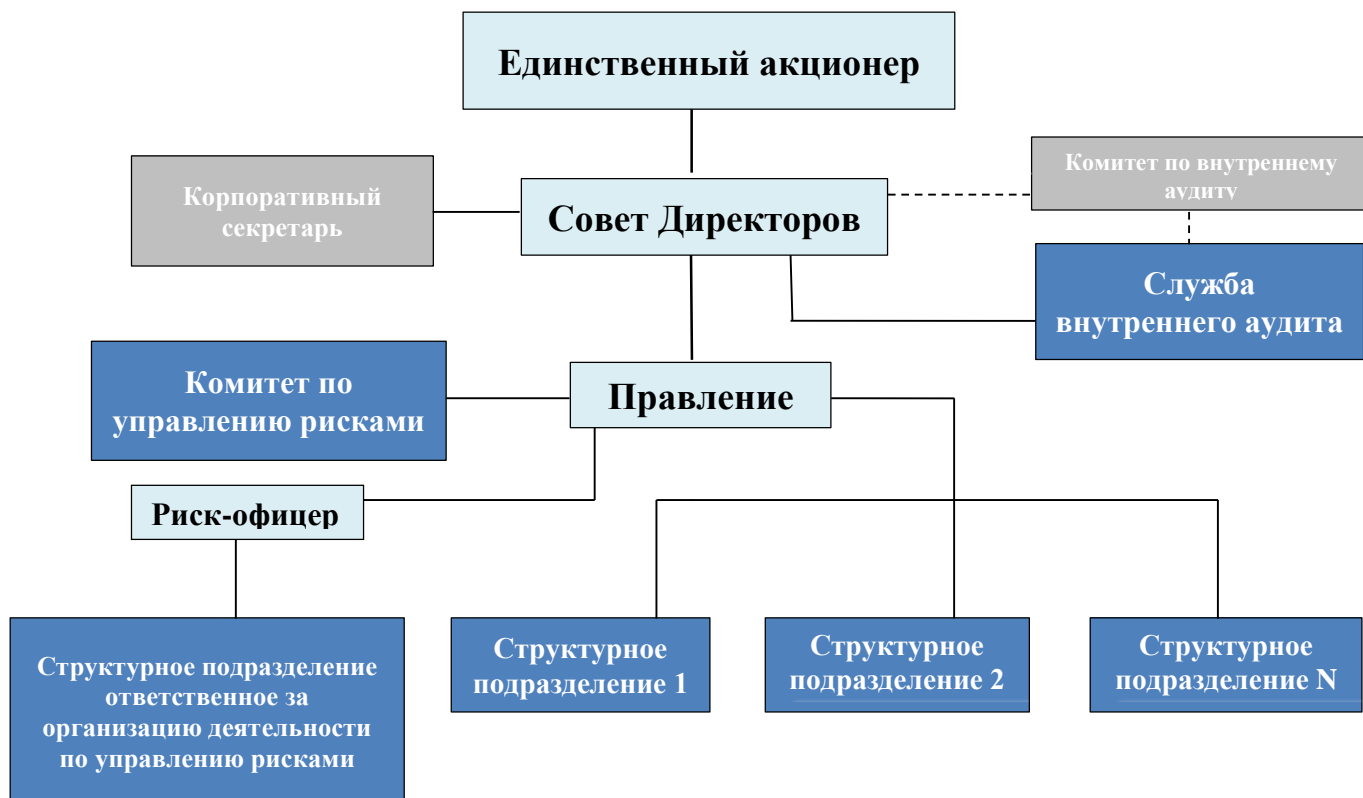 Единственный акционер
Корпоративный
секретарь
Совет Директоров
Комитет по внутреннему
аудиту
Служба
внутреннего аудита
Комитет по
управлению рисками
Правление
Риск-офицер
Структурное подразделение
ответственное за
организацию деятельности
по управлению рисками
Структурное
подразделение 1
Структурное
подразделение 2
Структурное
подразделение N